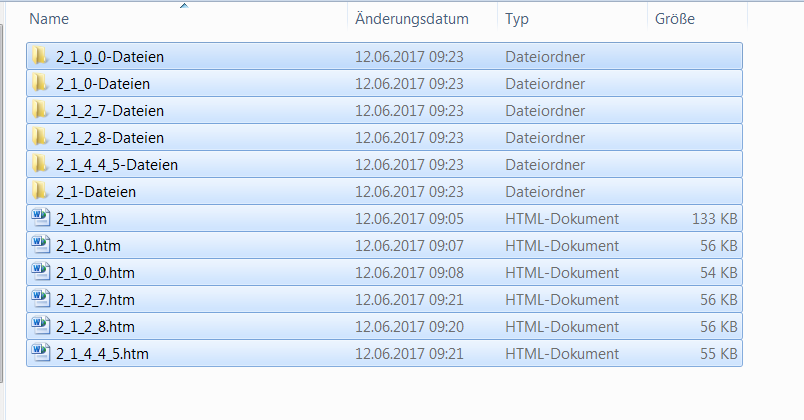 Name Änderungsdatum Typ Größe
2_1_0_0-Dateien 12.06.2017 09:23 Dateiordner
2_1_0-Dateien 12.06.2017 09:23 Dateiordner
2_1_2_7-Dateien 12.06.2017 09:23 Dateiordner
2_1_2_8-Dateien 12.06.2017 09:23 Dateiordner
2_1_4_4_5-Dateien 12.06.2017 09:23 Dateiordner
2_1-Dateien 12.06.2017 09:23 Dateiordner
2_1.htm 12.06.2017 09:05 HTML-Dokument 133 KB
2_1_0.htm 12.06.2017 09:07 HTML-Dokument 56 KB
2_1_0_0.htm 12.06.2017 09:08 HTML-Dokument 54 KB
2_1_2_7.htm 12.06.2017 09:21 HTML-Dokument 56 KB
2_1_2_8.htm 12.06.2017 09:20 HTML-Dokument 56 KB
2_1_4_4_5.htm 12.06.2017 09:21 HTML-Dokument 55 KB